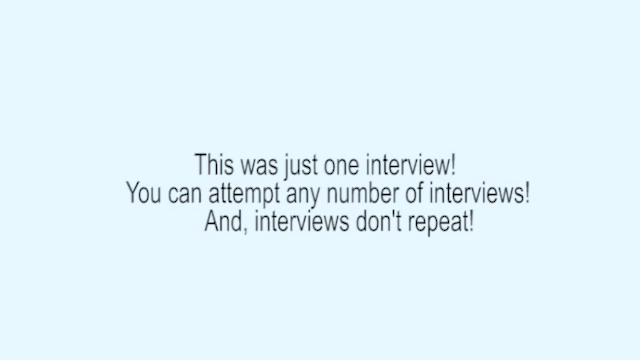 This was just one interview!
You can attempt any number of interviews!
And, interviews don't repeat!